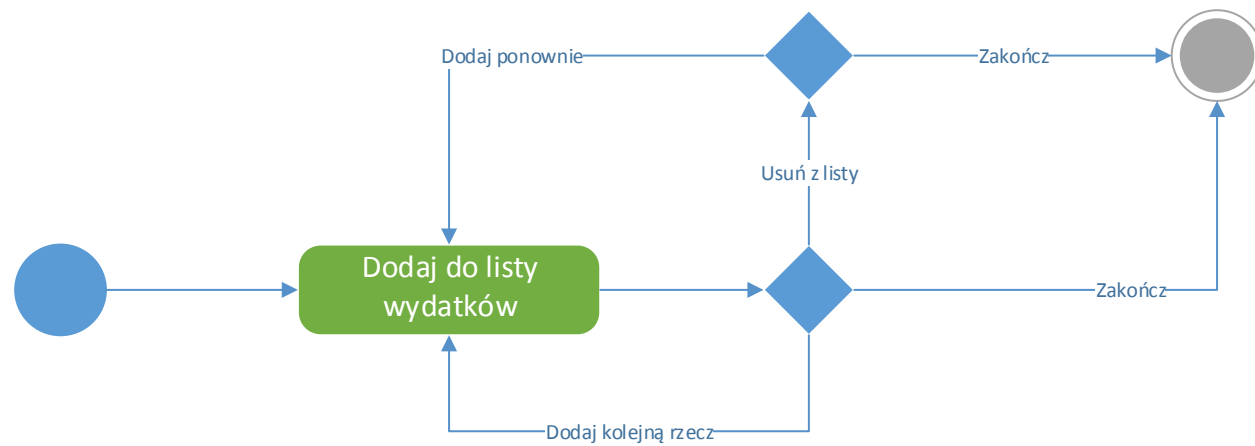 Dodaj ponownie
Zakończ
Usuń z listy
Dodaj do listy
wydatków
Zakończ
Dodaj kolejną rzecz